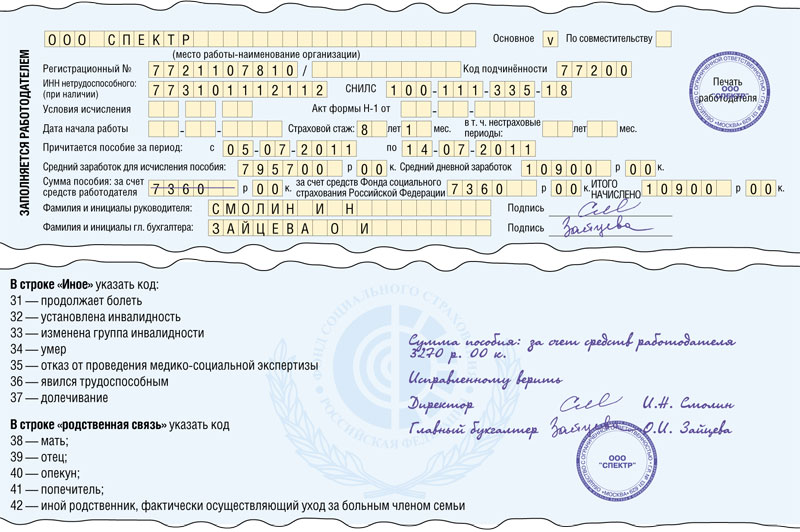 ЗАПОЛНЯЕТСЯ РАБОТОДАТЕЛЕМ
ООО СПЕКТР Основное v По совместительству
(место работы-наименование организации)
Регистрационный № 7721107810 / Код подчинённости 77200
ИНН нетрудоспособного: (при наличии) 77310112112 СНИЛС 100-111-335-18
Условия исчисления Акт формы Н-1 от - -
Дата начала работы - - Страховой стаж: 8 лет 1 мес. в т. ч. нестраховые периоды: лет мес.
Причитается пособие за период: с 05-07-2011 по 14-07-2011
Средний заработок для исчисления пособия: 795700 р 00 к. Средний дневной заработок 10900 р 00 к.
Сумма пособия: за счет средств работодателя 7360 р 00 к. за счет средств Фонда социального страхования Российской Федерации 7360 р 00 к. ИТОГО НАЧИСЛЕНО 10900 р 00 к.
Фамилия и инициалы руководителя: СМОЛИН И Н Подпись
Фамилия и инициалы гл. бухгалтера: ЗАЙЦЕВА О И Подпись Зайцева
Печать работодателя
ООО
"СПЕКТР"
В строке «Иное» указать код:
31 — продолжает болеть
32 — установлена инвалидность
33 — изменена группа инвалидности
34 — умер
35 — отказ от проведения медико-социальной экспертизы
36 — явился трудоспособным
37 — долечивание
В строке «родственная связь» указать код
38 — мать;
39 — отец;
40 — опекун;
41 — попечитель;
42 — иной родственник, фактически осуществляющий уход за больным членом семьи
Сумма пособия: за счет средств работодателя
3270 р. 00 к.
Исправленному верить
Директор И.Н. Смолин
Главный бухгалтер Зайцева О.И. Зайцева
ООО
"СПЕКТР"